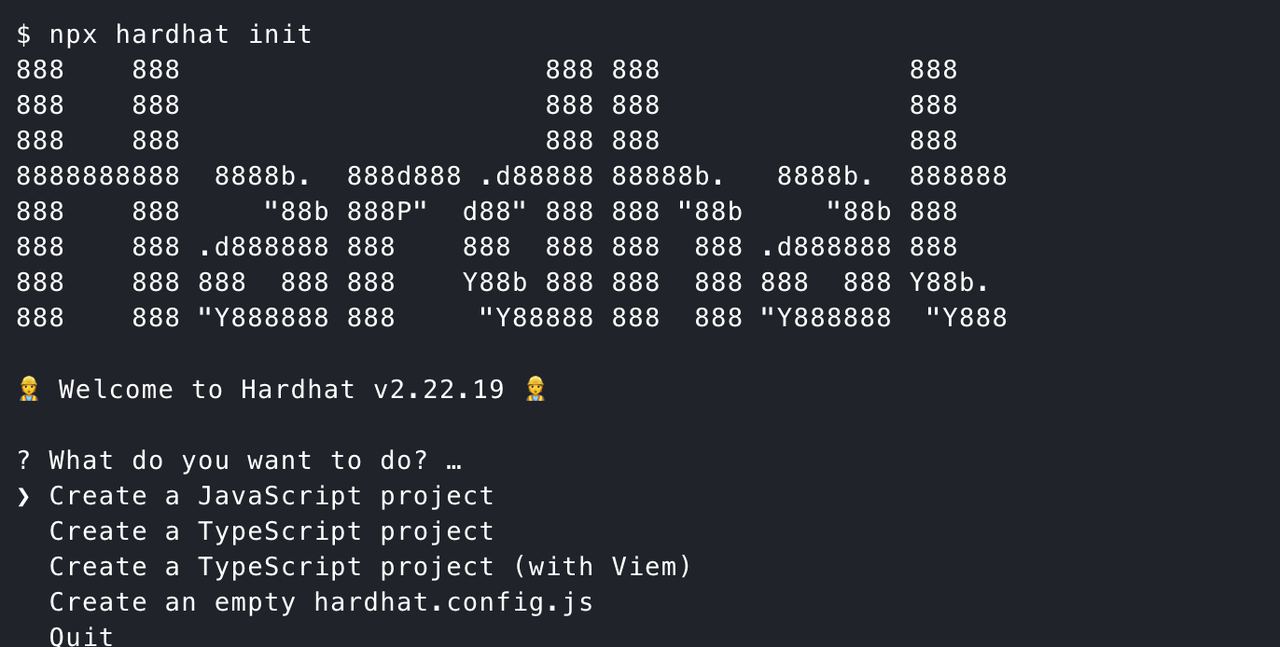 $ npx hardhat init
888    888                      888 888               888
888    888                      888 888               888
888    888                      888 888               888
8888888888  8888b.  888d888 .d88888 88888b.   8888b.  888888
888    888     "88b 888P"  d88" 888 888 "88b     "88b 888
888    888 .d888888 888    888  888 888  888 .d888888 888
888    888 888  888 888    Y88b 888 888  888 888  888 Y88b.
888    888 "Y888888 888     "Y88888 888  888 "Y888888  "Y888
👷 Welcome to Hardhat v2.22.19 👷
? What do you want to do? …
❯ Create a JavaScript project
  Create a TypeScript project
  Create a TypeScript project (with Viem)
  Create an empty hardhat.config.js
  Quit